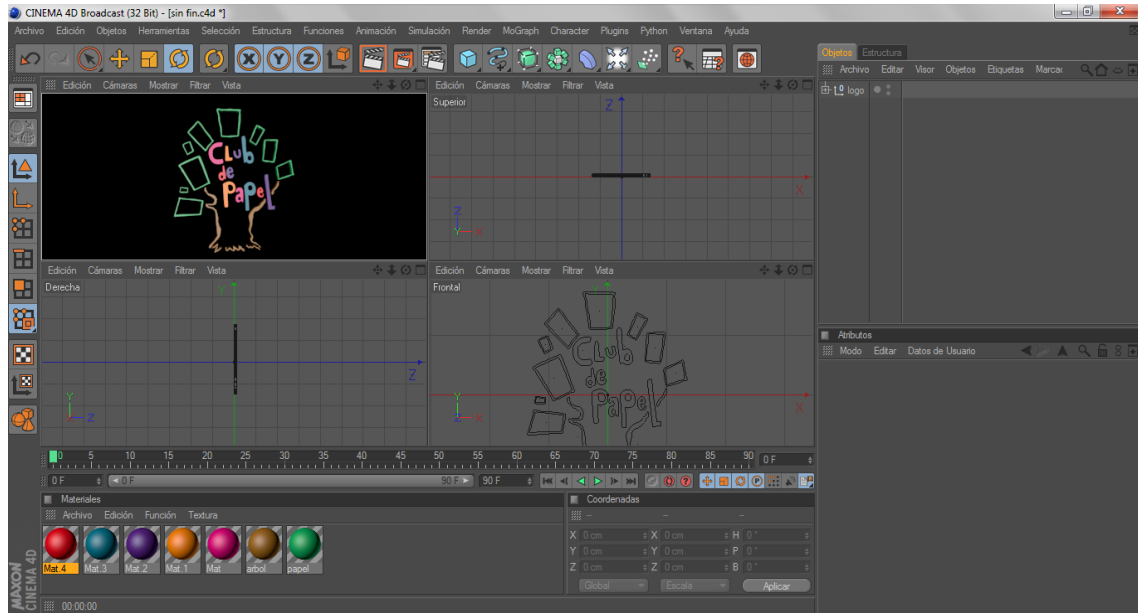 CINEMA 4D Broadcast (32 Bit) - [sin fin.c4d *]
Archivo Edición Objetos Herramientas Selección Estructura Funciones Animación Simulación Render MoGraph Character Plugins Python Ventana Ayuda
Objetos Estructura
Archivo Editar Visor Objetos Etiquetas Marcar
logo
Edición Cámaras Mostrar Filtrar Vista
Edición Cámaras Mostrar Filtrar Vista
Superior
Z
X
Z
Y X
Club
de
Papel
Edición Cámaras Mostrar Filtrar Vista
Edición Cámaras Mostrar Filtrar Vista
Derecha
Y
Z
Y
X Z
Frontal
Y
X
Y
Z X
Club
de
Papel
Atributos
Modo Editar Datos de Usuario
0 5 10 15 20 25 30 35 40 45 50 55 60 65 70 75 80 85 90 0 F
0 F 0 F 90 F 90 F
Materiales
Archivo Edición Función Textura
Mat.4 Mat.3 Mat.2 Mat.1 Mat arbol papel
Coordenadas
– – –
X 0 cm X 0 cm H 0 °
Y 0 cm Y 0 cm P 0 °
Z 0 cm Z 0 cm B 0 °
Global Escala Aplicar
MAXON
CINEMA 4D
00:00:00